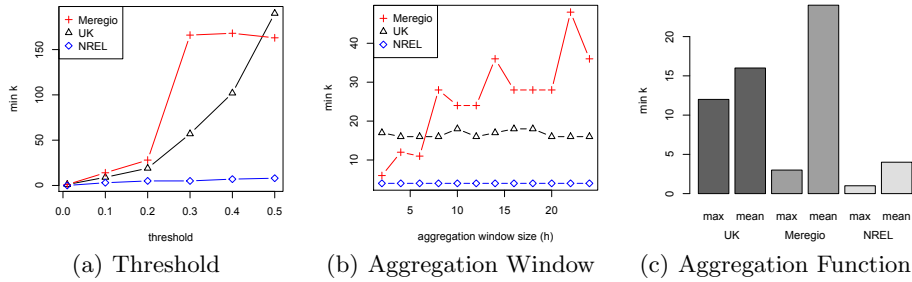 Meregio
UK
NREL
min k
0
50
100
150
0.0
0.1
0.2
0.3
0.4
0.5
threshold
(a) Threshold
Meregio
UK
NREL
min k
10
20
30
40
5
10
15
20
aggregation window size (h)
(b) Aggregation Window
min k
0
5
10
15
20
max mean max mean max mean
UK Meregio NREL
(c) Aggregation Function